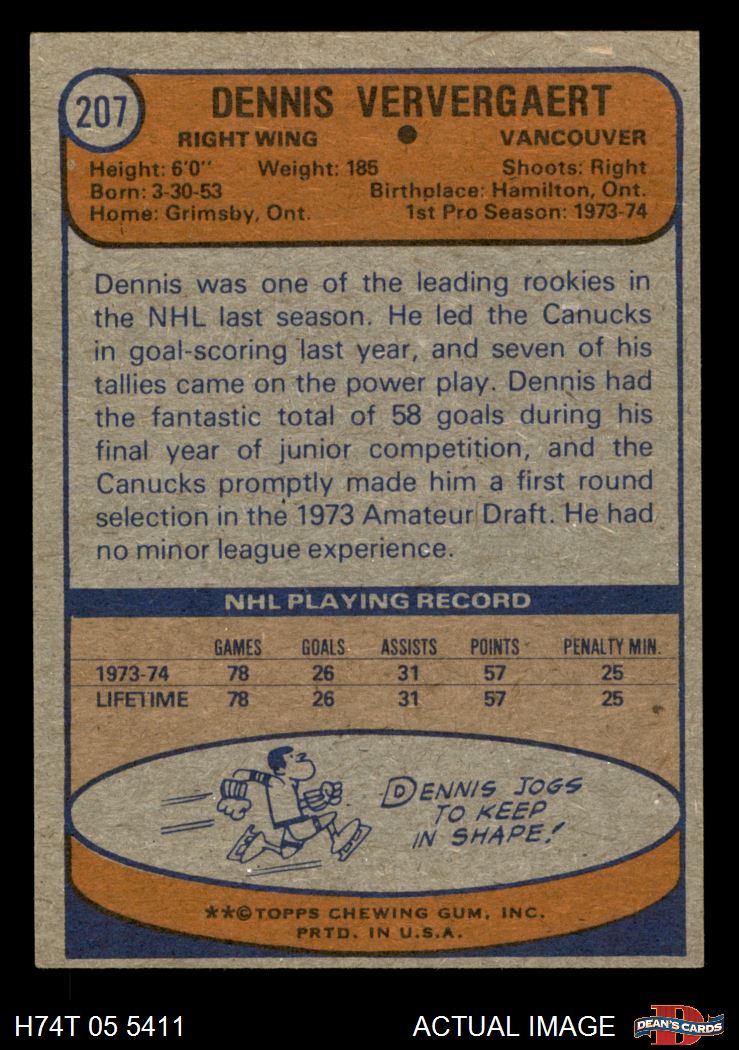 207
DENNIS VERVERGAERT
RIGHT WING ● VANCOUVER
Height: 6'0" Weight: 185 Shoots: Right
Born: 3-30-53 Birthplace: Hamilton, Ont.
Home: Grimsby, Ont. 1st Pro Season: 1973-74
Dennis was one of the leading rookies in
the NHL last season. He led the Canucks
in goal-scoring last year, and seven of his
tallies came on the power play. Dennis had
the fantastic total of 58 goals during his
final year of junior competition, and the
Canucks promptly made him a first round
selection in the 1973 Amateur Draft. He had
no minor league experience.
NHL PLAYING RECORD
GAMES GOALS ASSISTS POINTS PENALTY MIN.
1973-74 78 26 31 57 25
LIFETIME 78 26 31 57 25
DENNIS JOGS
TO KEEP
IN SHAPE!
**©TOPPS CHEWING GUM, INC.
PRTD. IN U.S.A.
H74T 05 5411 ACTUAL IMAGE
D
DEAN'S CARDS